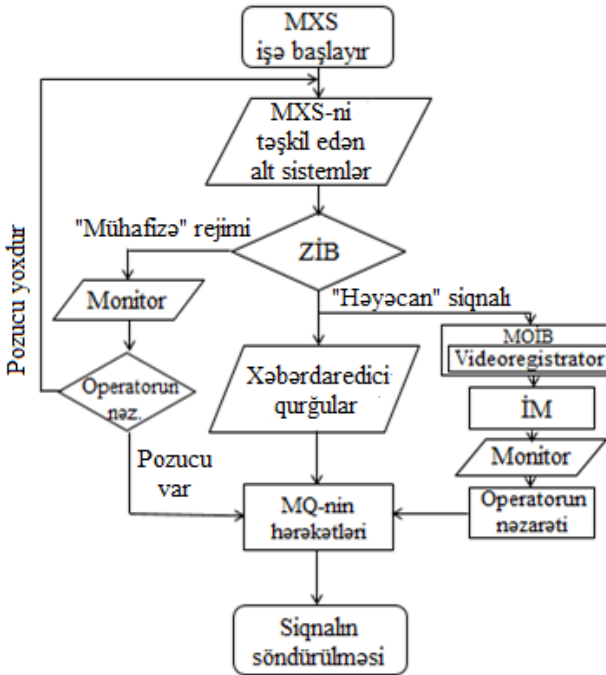 MXS
işə başlayır
MXS-ni
təşkil edən
alt sistemlər
"Mühafizə" rejimi
ZİB
"Həyəcan" siqnalı
Pozucu yoxdur
Monitor
MOİB
Videoregistrator
Operatorun
nəz.
Xəbərdaredici
qurğular
İM
Monitor
Pozucu
var
MQ-nin
hərəkətləri
Operatorun
nəzarəti
Siqnalın
söndürülməsi